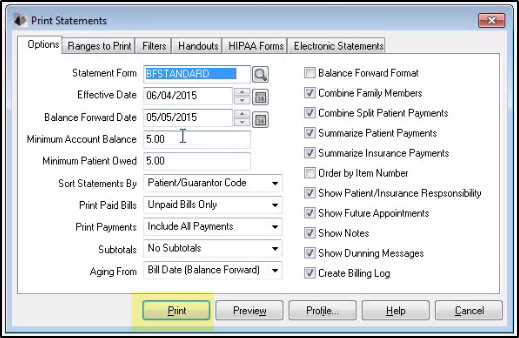 Print Statements
Options Ranges to Print Filters Handouts HIPAA Forms Electronic Statements
Statement Form BFSTANDARD
Effective Date 06/04/2015
Balance Forward Date 05/05/2015
Minimum Account Balance 5.00
Minimum Patient Owed 5.00
Sort Statements By Patient/Guarantor Code
Print Paid Bills Unpaid Bills Only
Print Payments Include All Payments
Subtotals No Subtotals
Aging From Bill Date (Balance Forward)
Balance Forward Format
Combine Family Members
Combine Split Patient Payments
Summarize Patient Payments
Summarize Insurance Payments
Order by Item Number
Show Patient/Insurance Respsonsibility
Show Future Appointments
Show Notes
Show Dunning Messages
Create Billing Log
Print Preview Profile... Help Cancel